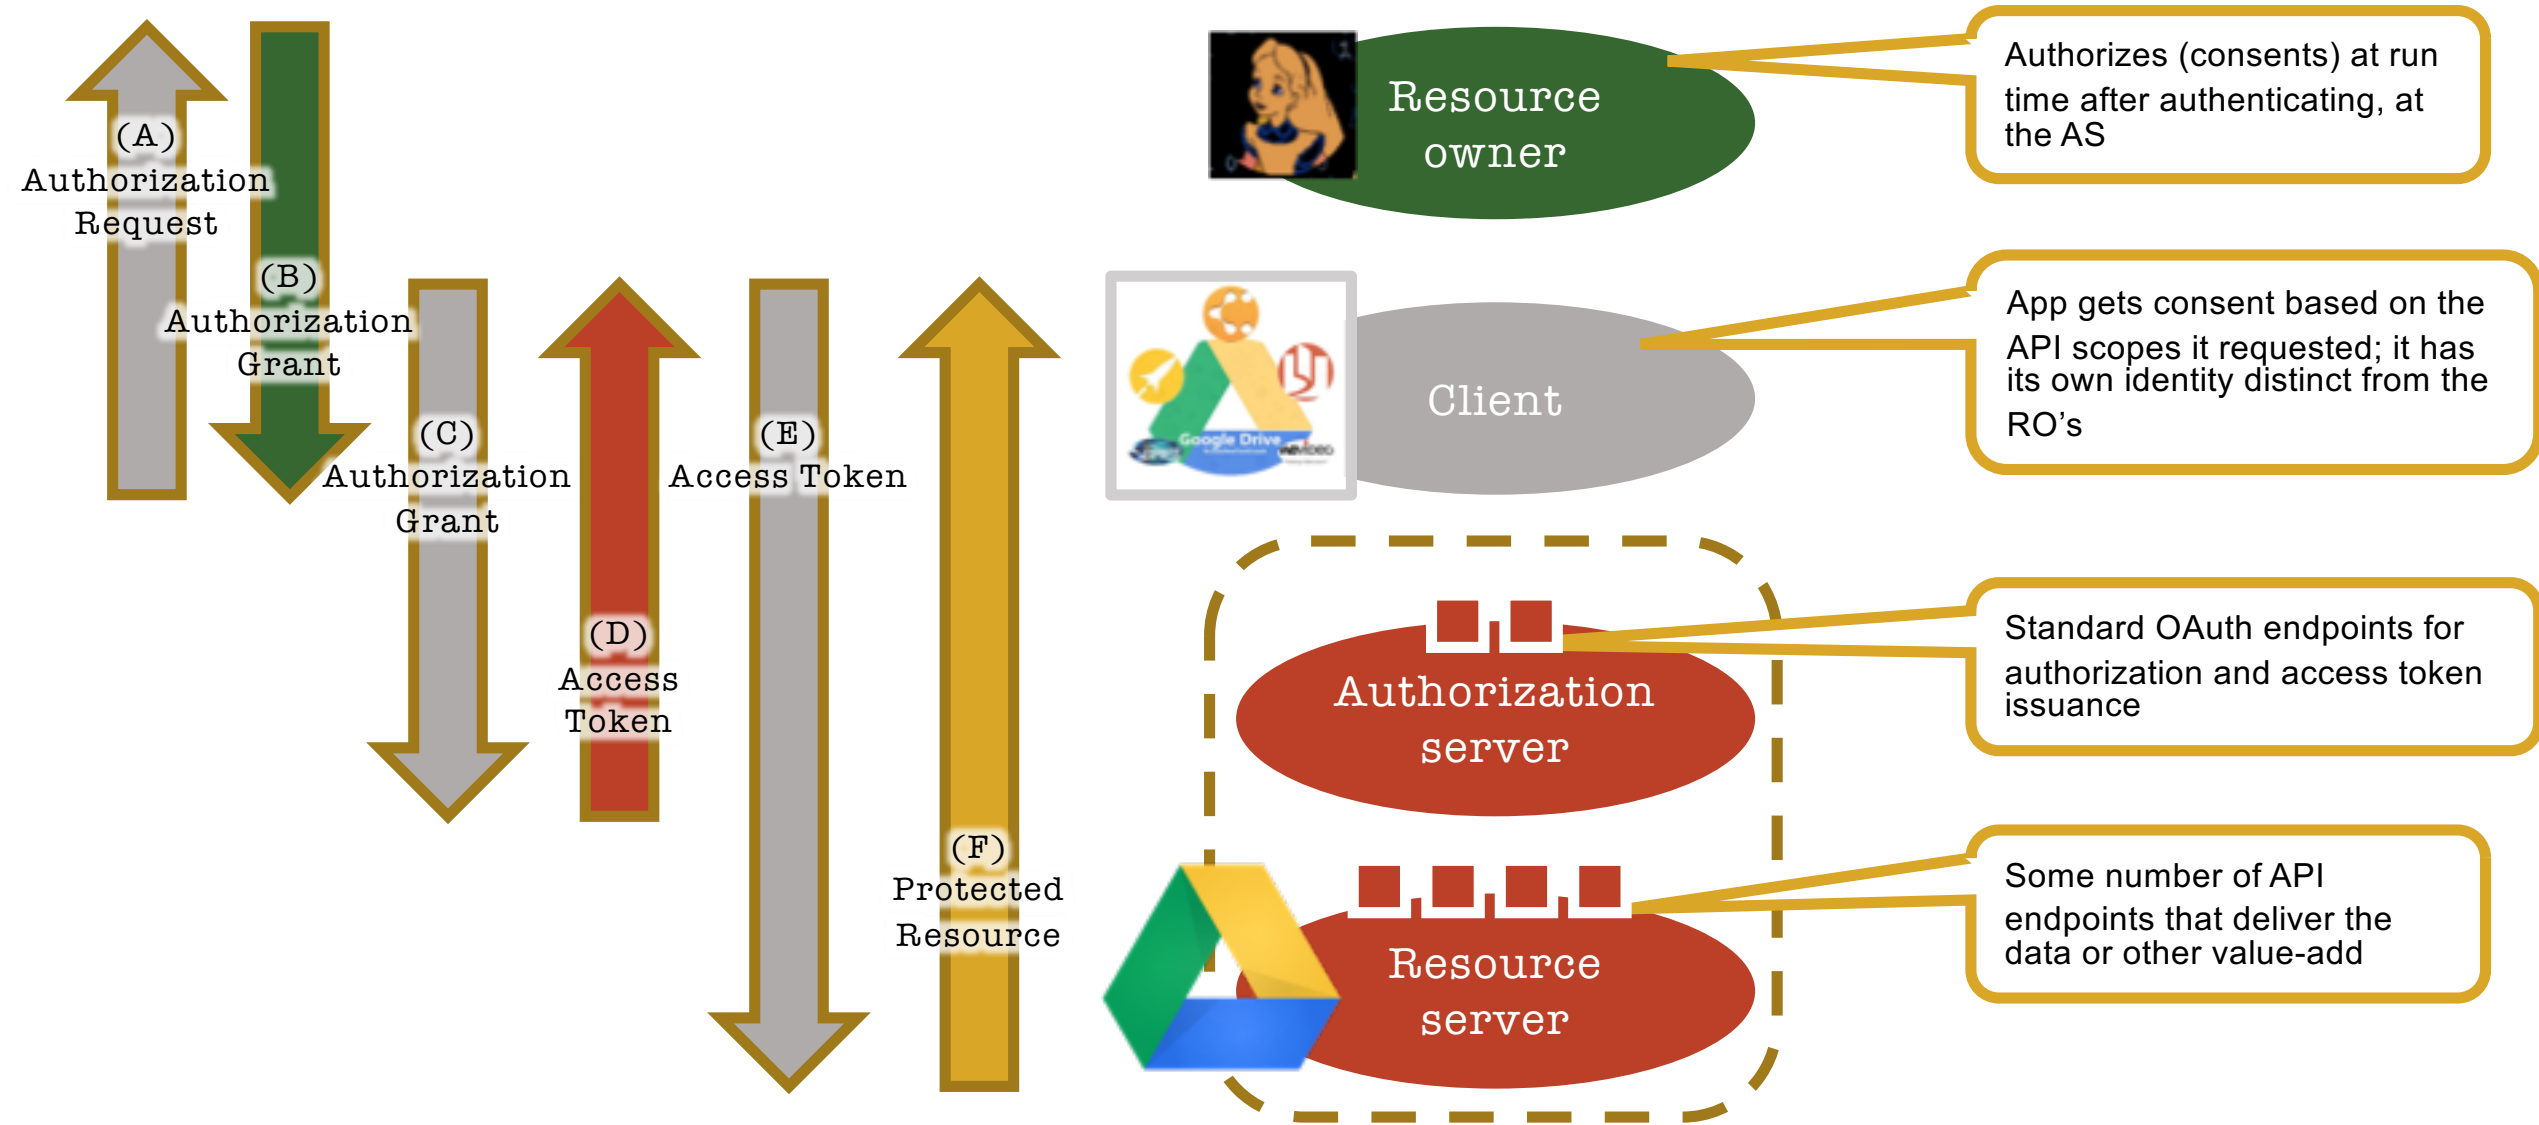 (A)
Authorization
Request
(B)
Authorization
Grant
(C)
Authorization
Grant
(D)
Access
Token
(E)
Access Token
(F)
Protected
Resource
Resource
owner
Authorizes (consents) at run
time after authenticating, at
the AS
Google Drive
Client
App gets consent based on the
API scopes it requested; it has
its own identity distinct from the
RO’s
Authorization
server
Standard OAuth endpoints for
authorization and access token
issuance
Resource
server
Some number of API
endpoints that deliver the
data or other value-add